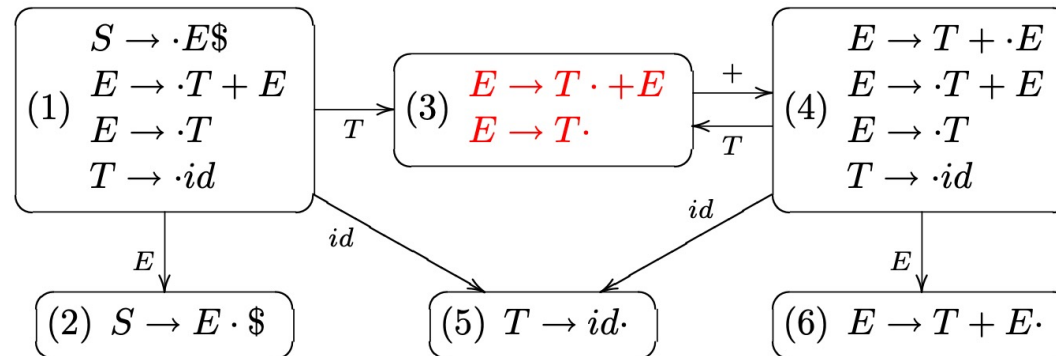 (1)
S → ·E$
E → ·T + E
E → ·T
T → ·id
T
(3)
E → T · +E
E → T·
+
T
(4)
E → T + ·E
E → ·T + E
E → ·T
T → ·id
E
id
id
E
(2) S → E · $
(5) T → id·
(6) E → T + E·